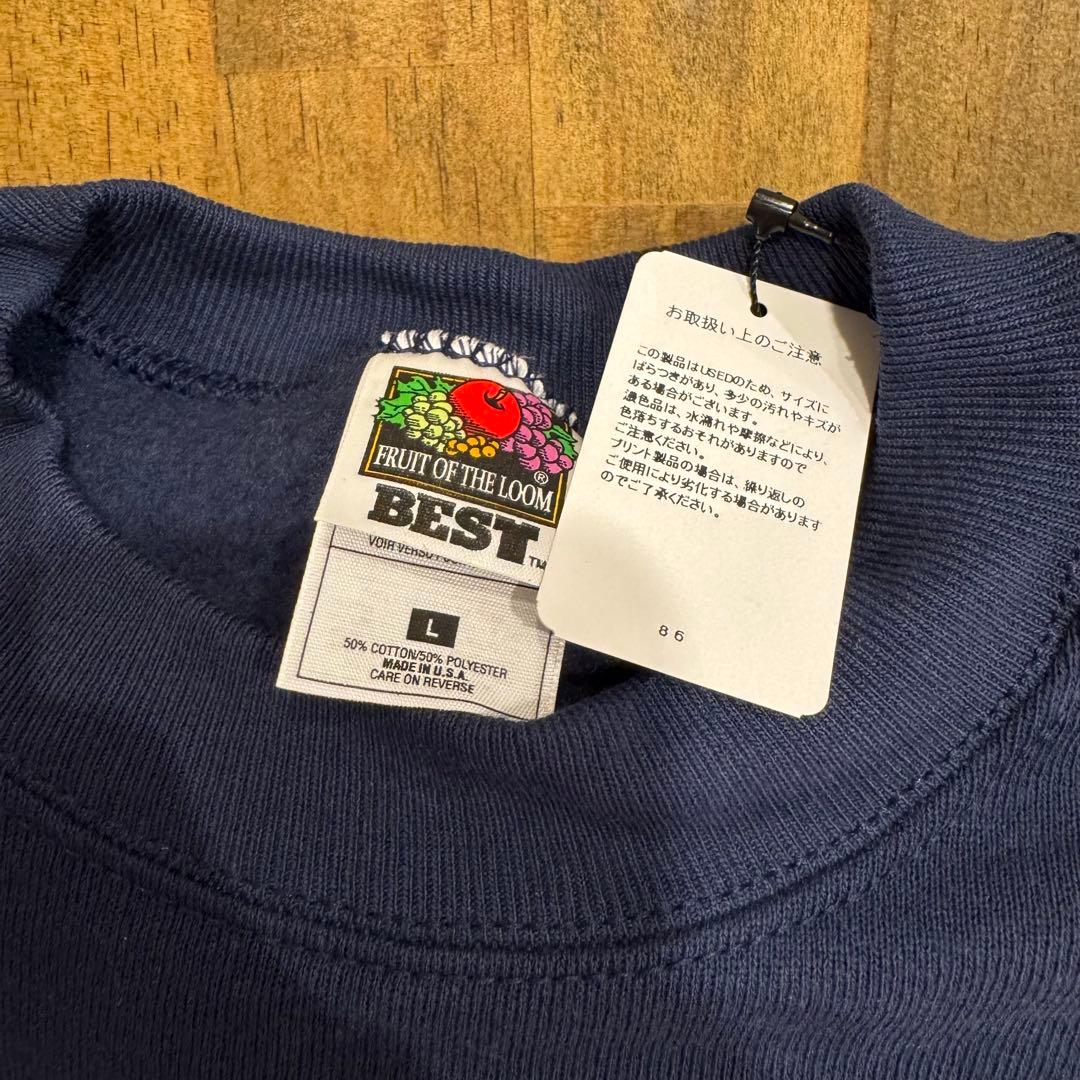 FRUIT OF THE LOOM ®
BEST™
L
50% COTTON/50% POLYESTER
MADE IN U.S.A.
CARE ON REVERSE
お取扱い上のご注意
この製品はUSEDのため、サイズに
ばらつきがあり、多少の汚れやキズが
ある場合がございます。
濃色品は、水濡れや摩擦などにより、
色落ちするおそれがありますので
ご注意ください。
プリント製品の場合は、繰り返しの
ご使用により劣化する場合があります
のでご了承ください。
86